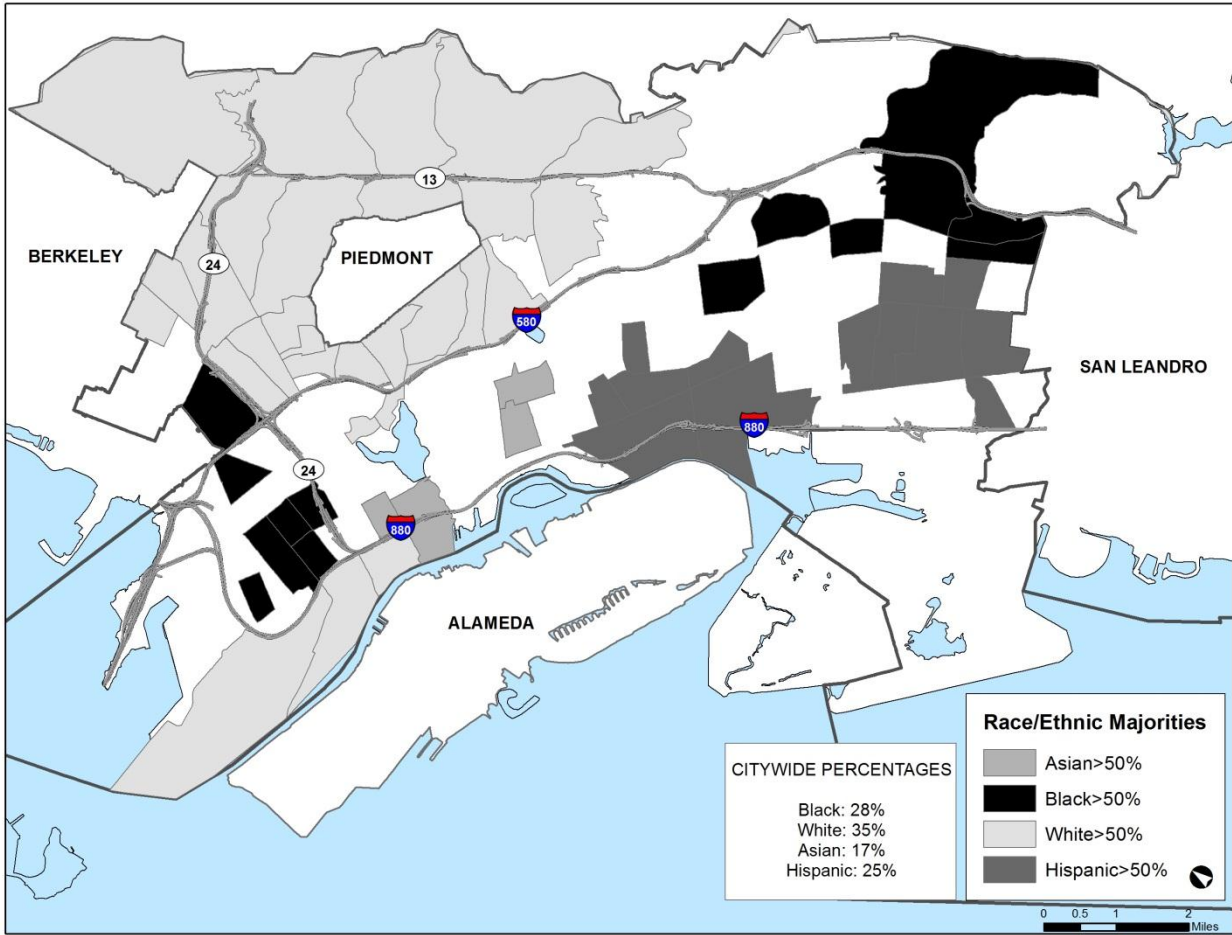 13
BERKELEY
PIEDMONT
24
580
SAN LEANDRO
880
24
880
ALAMEDA
CITYWIDE PERCENTAGES
Black: 28%
White: 35%
Asian: 17%
Hispanic: 25%
Race/Ethnic Majorities
Asian>50%
Black>50%
White>50%
Hispanic>50%
0 0.5 1 2
Miles